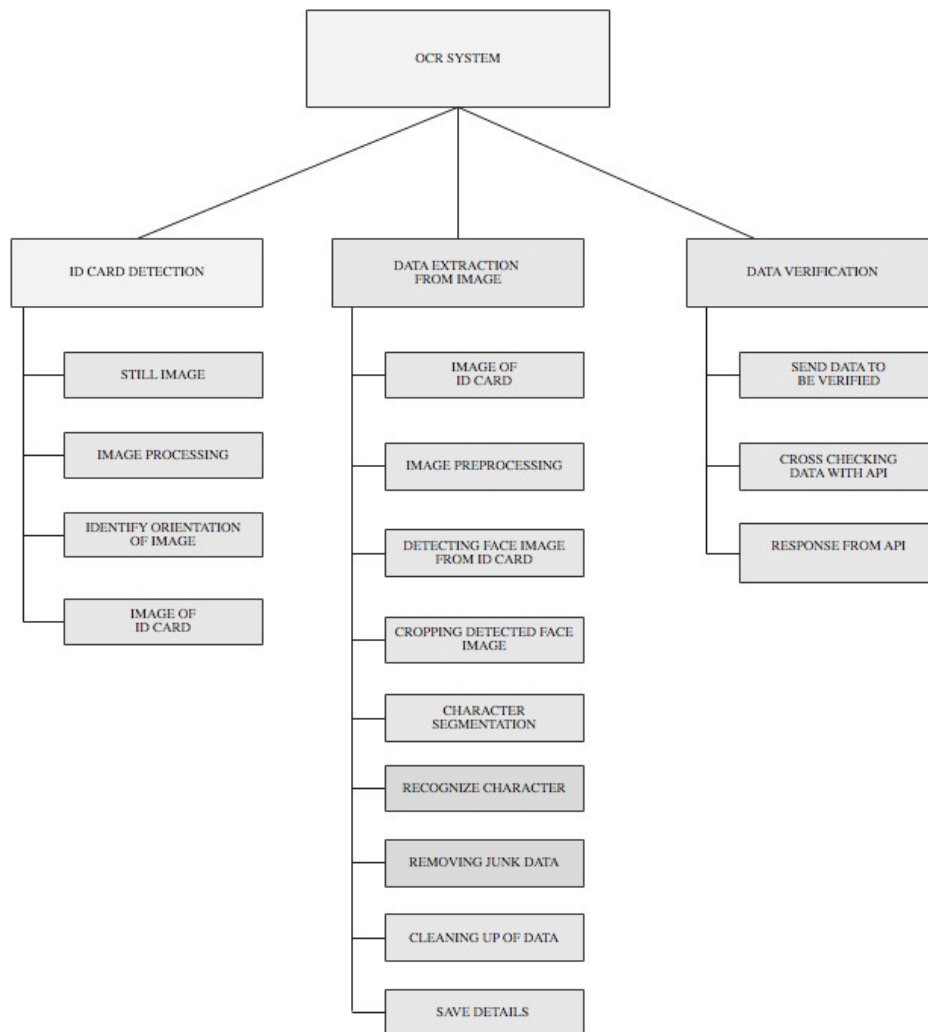 OCR SYSTEM
ID CARD DETECTION
STILL IMAGE
IMAGE PROCESSING
IDENTIFY ORIENTATION
OF IMAGE
IMAGE OF
ID CARD
DATA EXTRACTION
FROM IMAGE
IMAGE OF
ID CARD
IMAGE PREPROCESSING
DETECTING FACE IMAGE
FROM ID CARD
CROPPING DETECTED FACE
IMAGE
CHARACTER
SEGMENTATION
RECOGNIZE CHARACTER
REMOVING JUNK DATA
CLEANING UP OF DATA
SAVE DETAILS
DATA VERIFICATION
SEND DATA TO
BE VERIFIED
CROSS CHECKING
DATA WITH API
RESPONSE FROM API